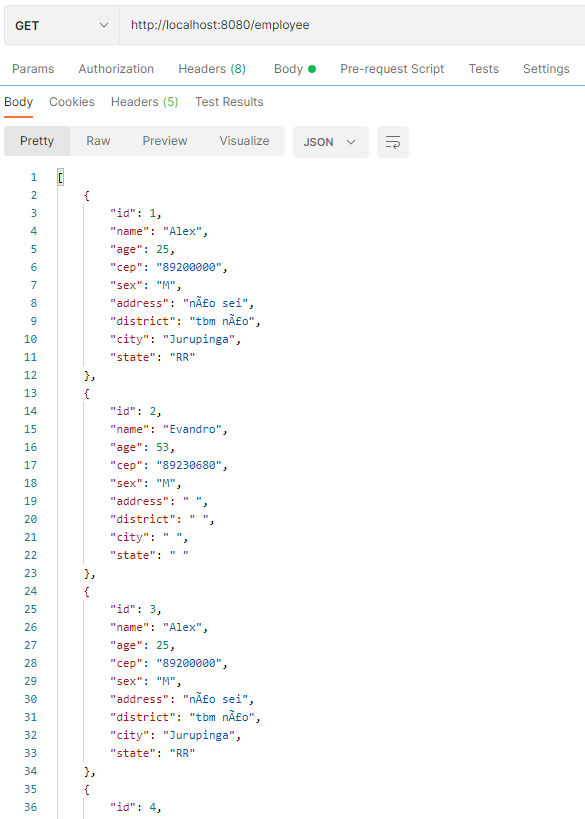 GET http://localhost:8080/employee
Params Authorization Headers (8) Body Pre-request Script Tests Settings
Body Cookies Headers (5) Test Results
Pretty Raw Preview Visualize JSON
1 [
2 {
3 "id": 1,
4 "name": "Alex",
5 "age": 25,
6 "cep": "89200000",
7 "sex": "M",
8 "address": "nÃ£o sei",
9 "district": "tbm nÃ£o",
10 "city": "Jurupinga",
11 "state": "RR"
12 },
13 {
14 "id": 2,
15 "name": "Evandro",
16 "age": 53,
17 "cep": "89230680",
18 "sex": "M",
19 "address": " ",
20 "district": " ",
21 "city": " ",
22 "state": " "
23 },
24 {
25 "id": 3,
26 "name": "Alex",
27 "age": 25,
28 "cep": "89200000",
29 "sex": "M",
30 "address": "nÃ£o sei",
31 "district": "tbm nÃ£o",
32 "city": "Jurupinga",
33 "state": "RR"
34 },
35 {
36 "id": 4,